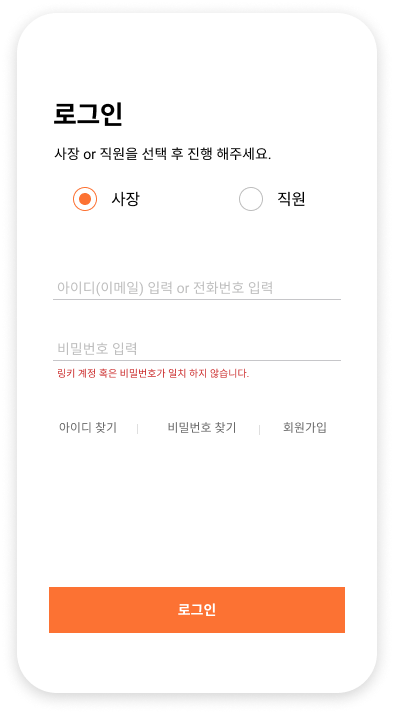 로그인
사장 or 직원을 선택 후 진행 해주세요.
사장 직원
아이디(이메일) 입력 or 전화번호 입력
비밀번호 입력
링키 계정 혹은 비밀번호가 일치 하지 않습니다.
아이디 찾기 | 비밀번호 찾기 | 회원가입
로그인